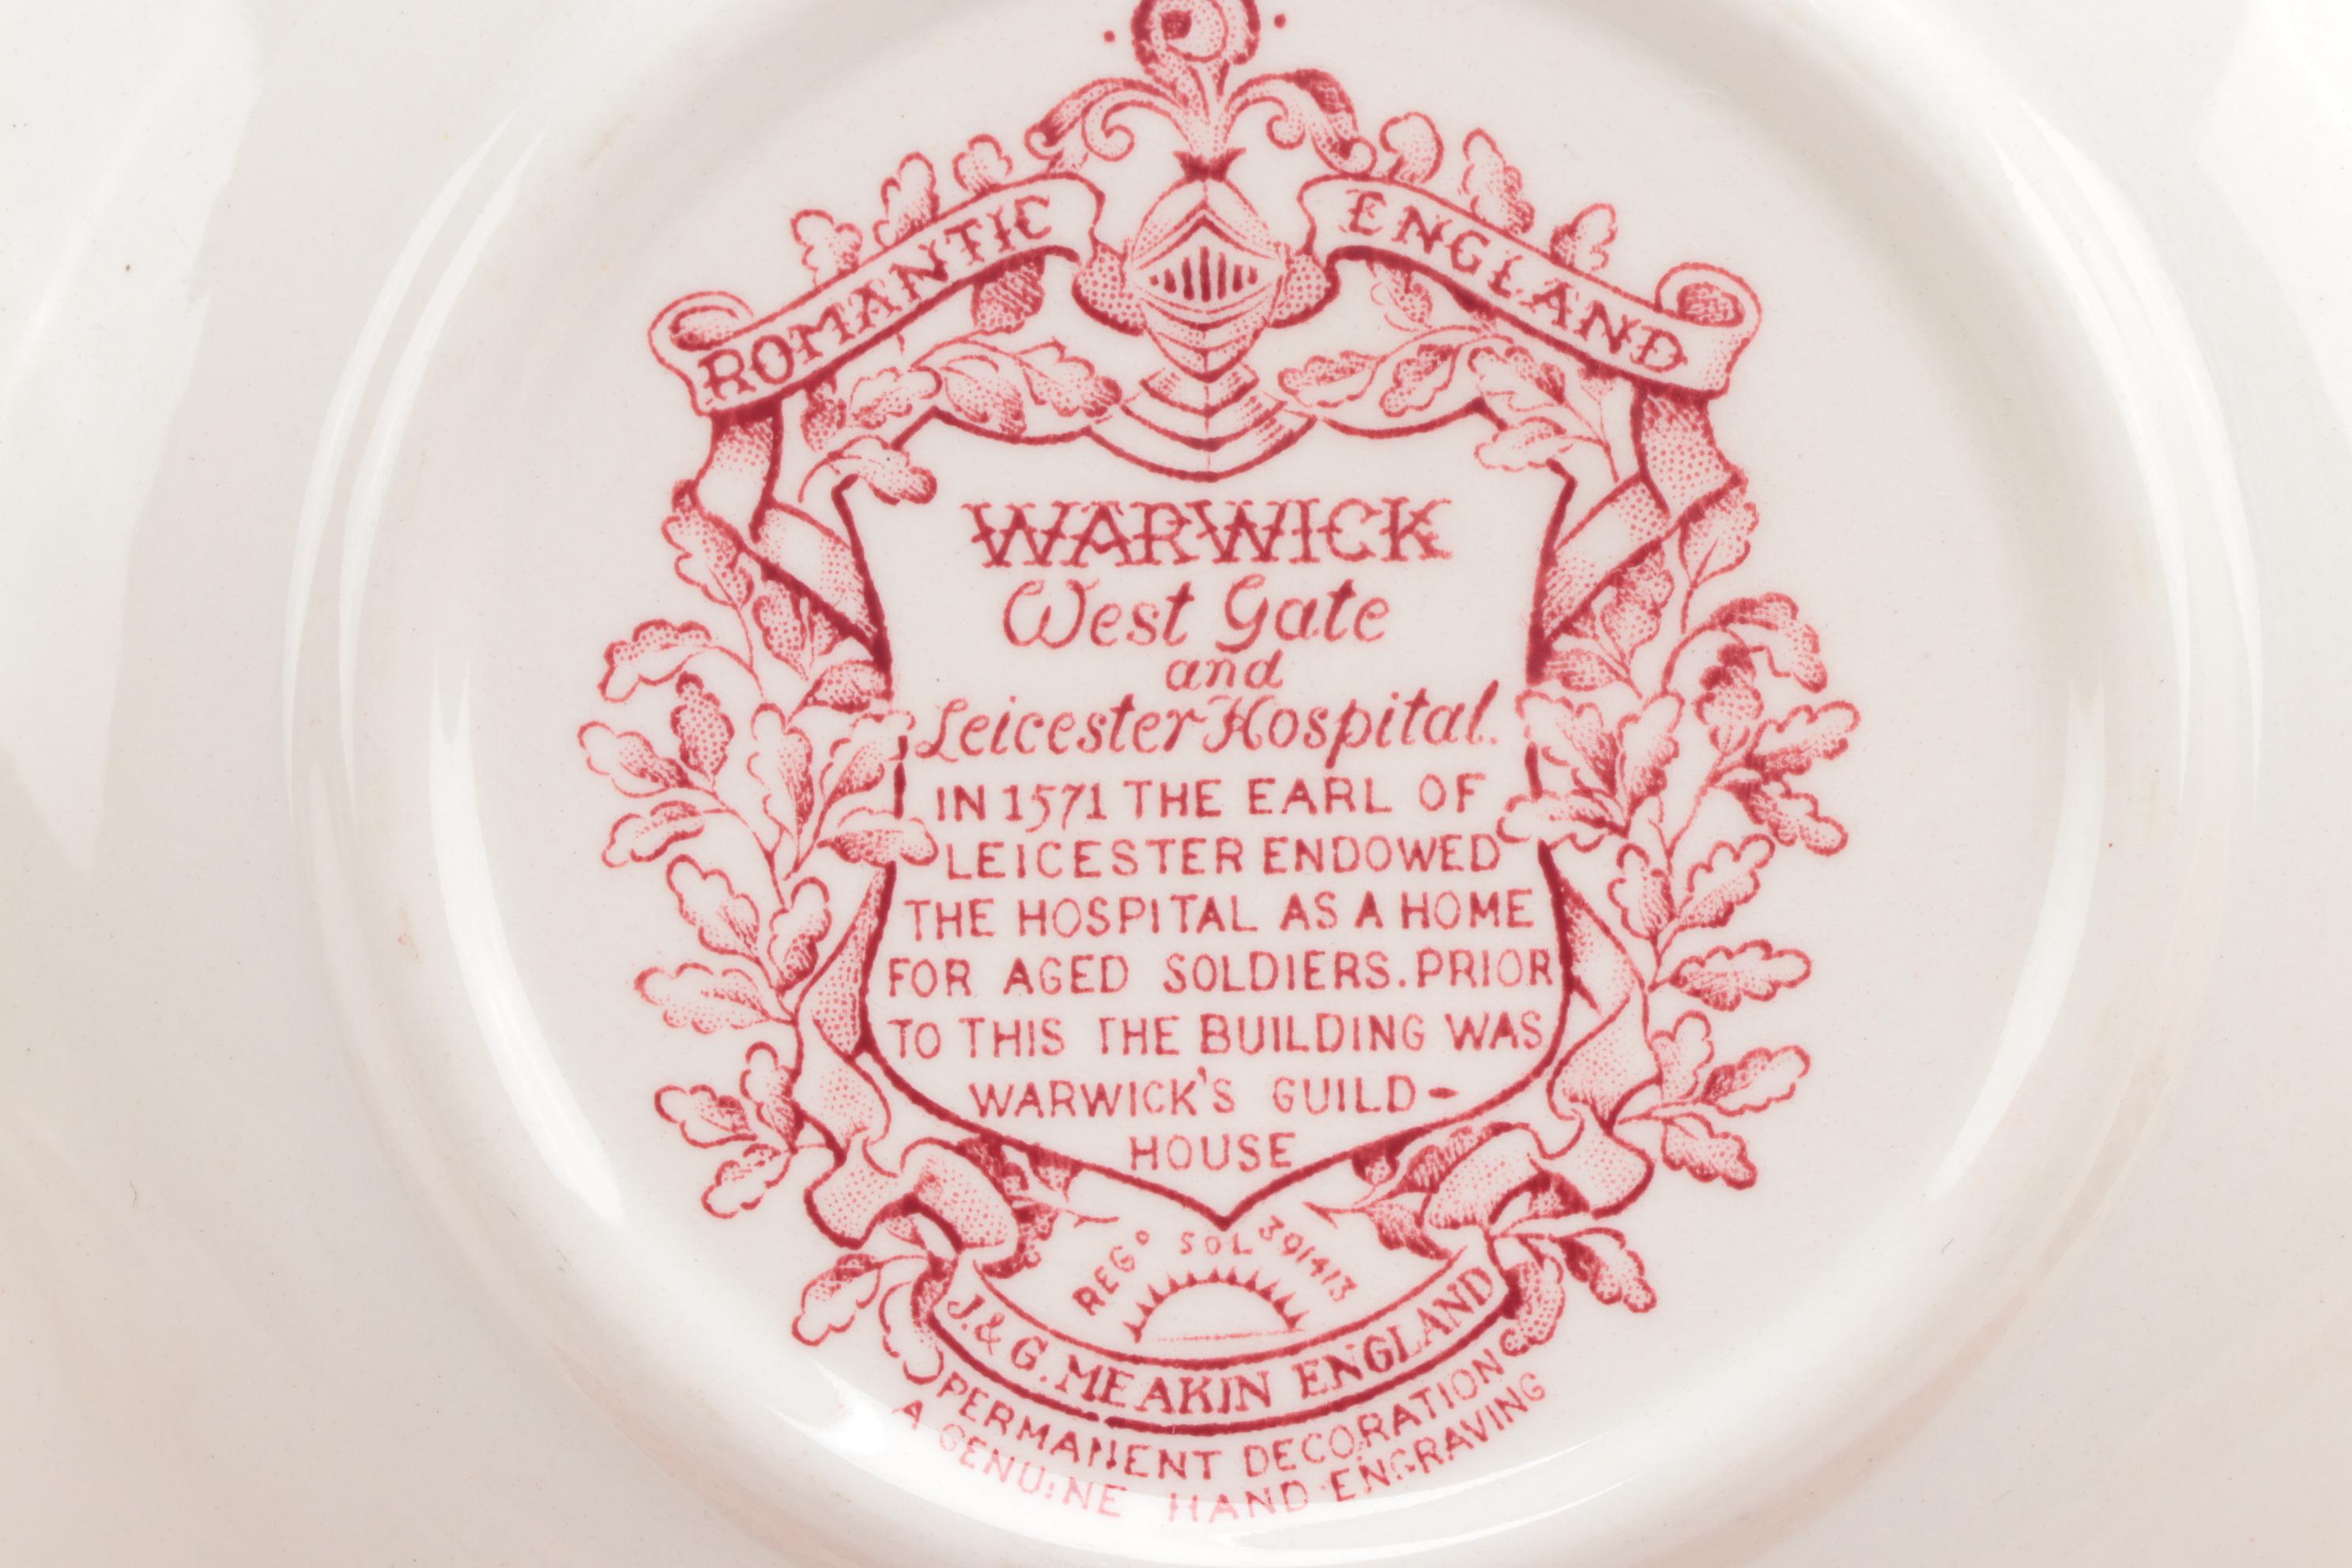 ROMANTIC ENGLAND
WARWICK
West Gate
and
Leicester Hospital.
IN 1571 THE EARL OF
LEICESTER ENDOWED
THE HOSPITAL AS A HOME
FOR AGED SOLDIERS. PRIOR
TO THIS THE BUILDING WAS
WARWICK'S GUILD-
HOUSE
REGº SOL 391413
J. & G. MEAKIN ENGLAND
PERMANENT DECORATION
A GENUINE HAND ENGRAVING